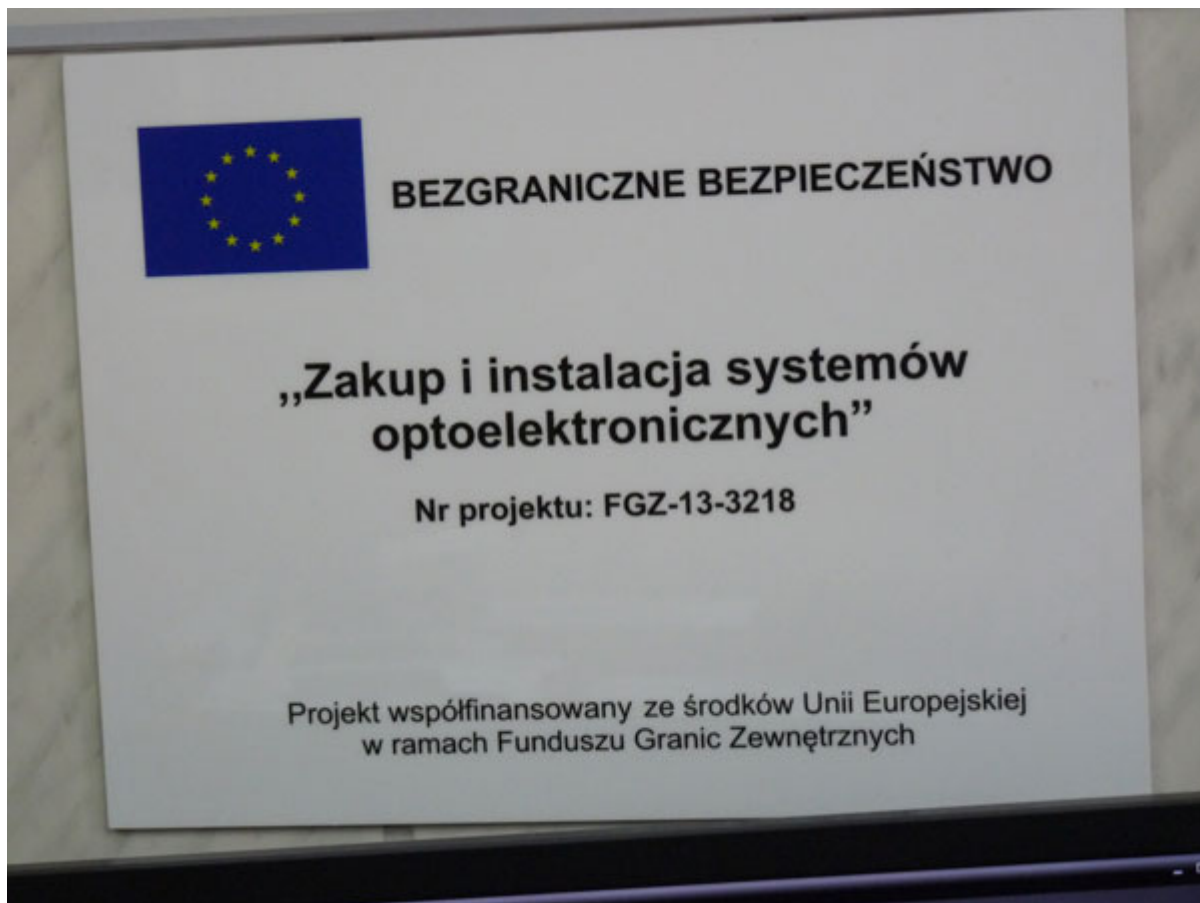 BEZGRANICZNE BEZPIECZEŃSTWO
,,Zakup i instalacja systemów
optoelektronicznych”
Nr projektu: FGZ-13-3218
Projekt współfinansowany ze środków Unii Europejskiej
w ramach Funduszu Granic Zewnętrznych